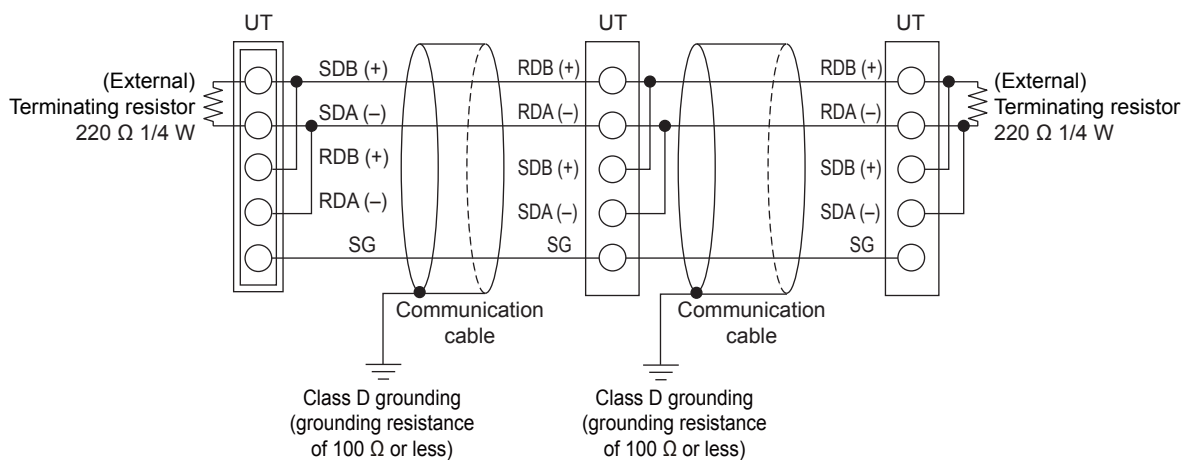 UT
UT
UT
(External)
Terminating resistor
220 Ω 1/4 W
SDB (+)
SDA (–)
RDB (+)
RDA (–)
SG
RDB (+)
RDA (–)
SDB (+)
SDA (–)
SG
RDB (+)
RDA (–)
SDB (+)
SDA (–)
SG
(External)
Terminating resistor
220 Ω 1/4 W
Communication
cable
Communication
cable
Class D grounding
(grounding resistance
of 100 Ω or less)
Class D grounding
(grounding resistance
of 100 Ω or less)